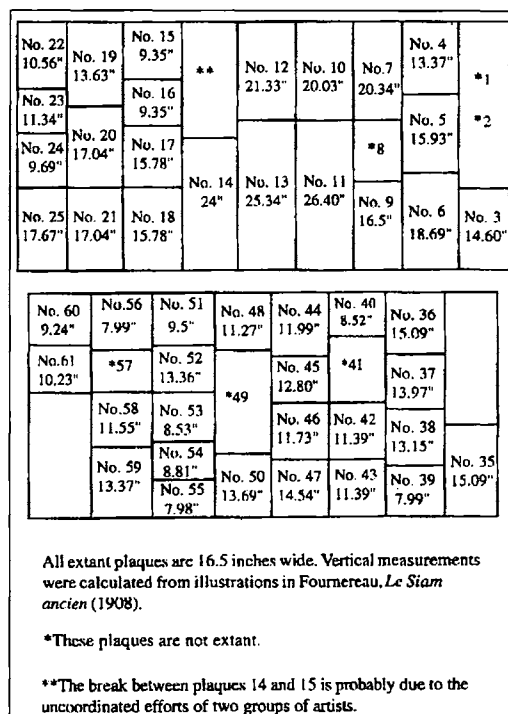 No. 22
10.56"
No. 23
11.34"
No. 24
9.69"
No. 25
17.67"
No. 19
13.63"
No. 20
17.04"
No. 21
17.04"
No. 15
9.35"
No. 16
9.35"
No. 17
15.78"
No. 18
15.78"
**
No. 14
24"
No. 12
21.33"
No. 13
25.34"
No. 10
20.03"
No. 11
26.40"
No.7
20.34"
*8
No. 9
16.5"
No. 4
13.37"
No. 5
15.93"
No. 6
18.69"
*1
*2
No. 3
14.60"
No. 60
9.24"
No.61
10.23"
No.56
7.99"
*57
No.58
11.55"
No. 59
13.37"
No. 51
9.5"
No. 52
13.36"
No. 53
8.53"
No. 54
8.81"
No. 55
7.98"
No. 48
11.27"
*49
No. 50
13.69"
No. 44
11.99"
No. 45
12.80"
No. 46
11.73"
No. 47
14.54"
No. 40
8.52"
*41
No. 42
11.39"
No. 43
11.39"
No. 36
15.09"
No. 37
13.97"
No. 38
13.15"
No. 39
7.99"
No. 35
15.09"
All extant plaques are 16.5 inches wide. Vertical measurements
were calculated from illustrations in Fournereau, Le Siam
ancien (1908).
*These plaques are not extant.
**The break between plaques 14 and 15 is probably due to the
uncoordinated efforts of two groups of artists.